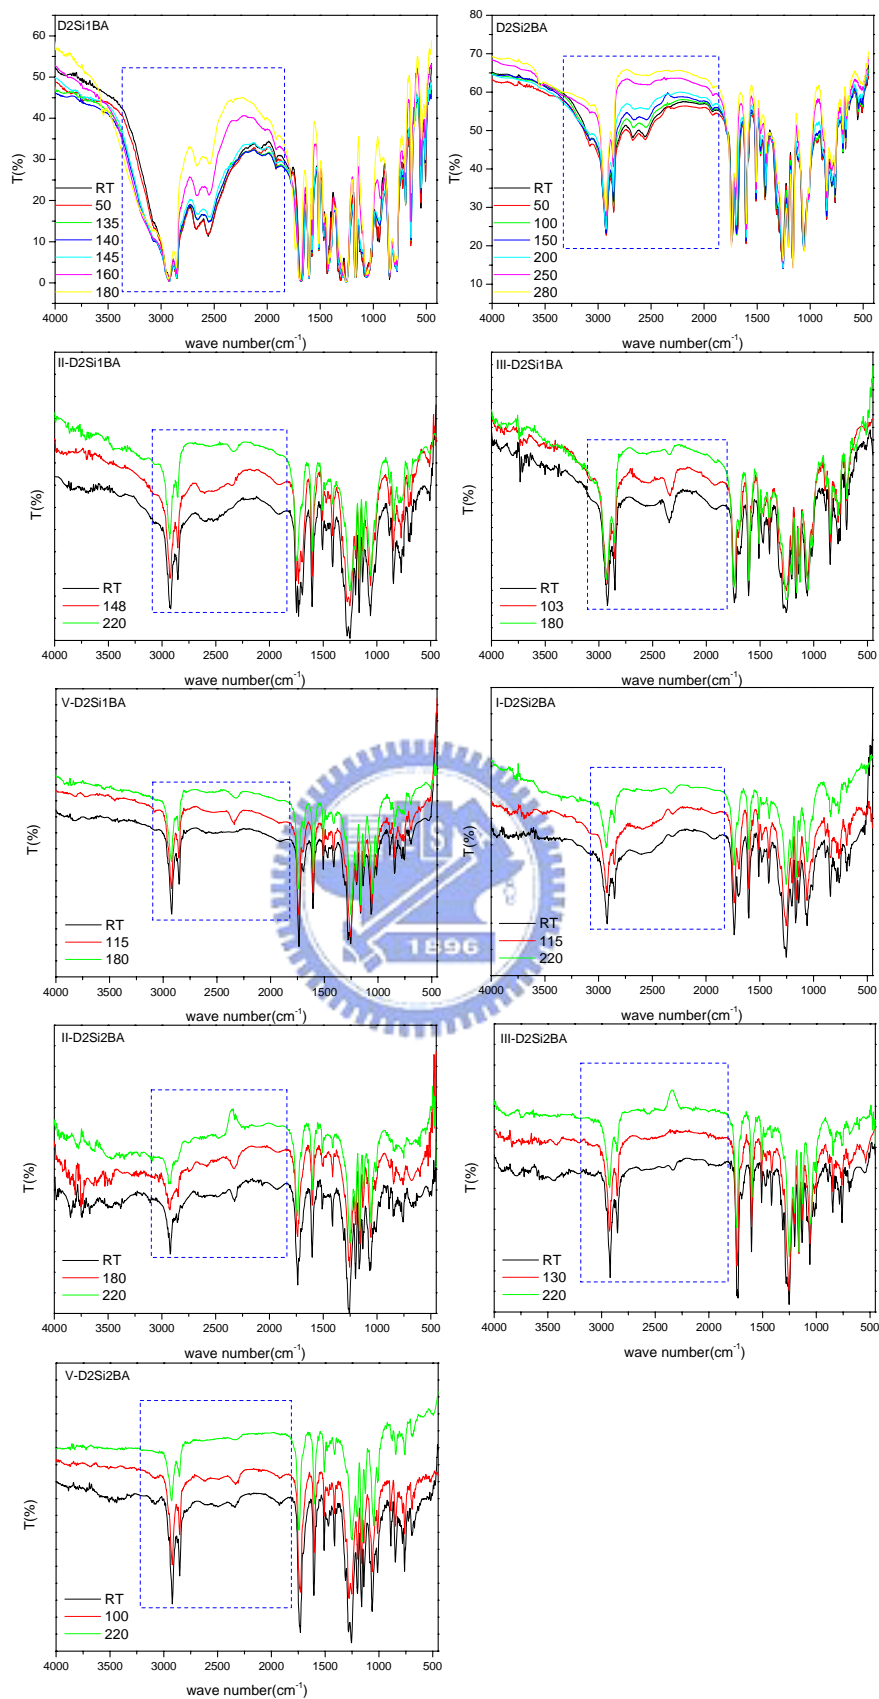 D2Si1BA
T(%)
60
50
40
30
20
10
0
RT
50
135
140
145
160
180
4000 3500 3000 2500 2000 1500 1000 500
wave number(cm⁻¹)
D2Si2BA
T(%)
80
70
60
50
40
30
20
10
RT
50
100
150
200
250
280
4000 3500 3000 2500 2000 1500 1000 500
wave number(cm⁻¹)
II-D2Si1BA
T(%)
RT
148
220
4000 3500 3000 2500 2000 1500 1000 500
wave number(cm⁻¹)
III-D2Si1BA
T(%)
RT
103
180
4000 3500 3000 2500 2000 1500 1000 500
wave number(cm⁻¹)
V-D2Si1BA
T(%)
RT
115
180
4000 3500 3000 2500 2000 1500 1000 500
wave number(cm⁻¹)
I-D2Si2BA
T(%)
RT
115
220
4000 3500 3000 2500 2000 1500 1000 500
wave number(cm⁻¹)
1896
II-D2Si2BA
T(%)
RT
180
220
4000 3500 3000 2500 2000 1500 1000 500
wave number(cm⁻¹)
III-D2Si2BA
T(%)
RT
130
220
4000 3500 3000 2500 2000 1500 1000 500
wave number(cm⁻¹)
V-D2Si2BA
T(%)
RT
100
220
4000 3500 3000 2500 2000 1500 1000 500
wave number(cm⁻¹)